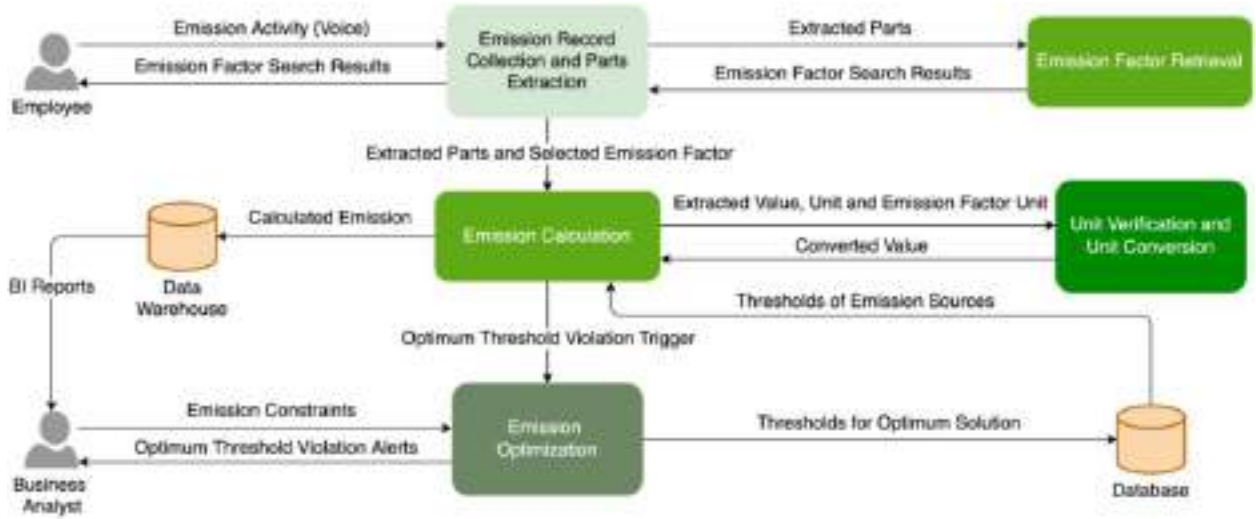 Emission Activity (Voice)
Emission Factor Search Results
Employee
Emission Record
Collection and Parts
Extraction
Extracted Parts
Emission Factor Search Results
Emission Factor Retrieval
Extracted Parts and Selected Emission Factor
Calculated Emission
Data
Warehouse
BI Reports
Emission Calculation
Extracted Value, Unit and Emission Factor Unit
Converted Value
Unit Verification and
Unit Conversion
Thresholds of Emission Sources
Optimum Threshold Violation Trigger
Emission Constraints
Optimum Threshold Violation Alerts
Business
Analyst
Emission
Optimization
Thresholds for Optimum Solution
Database